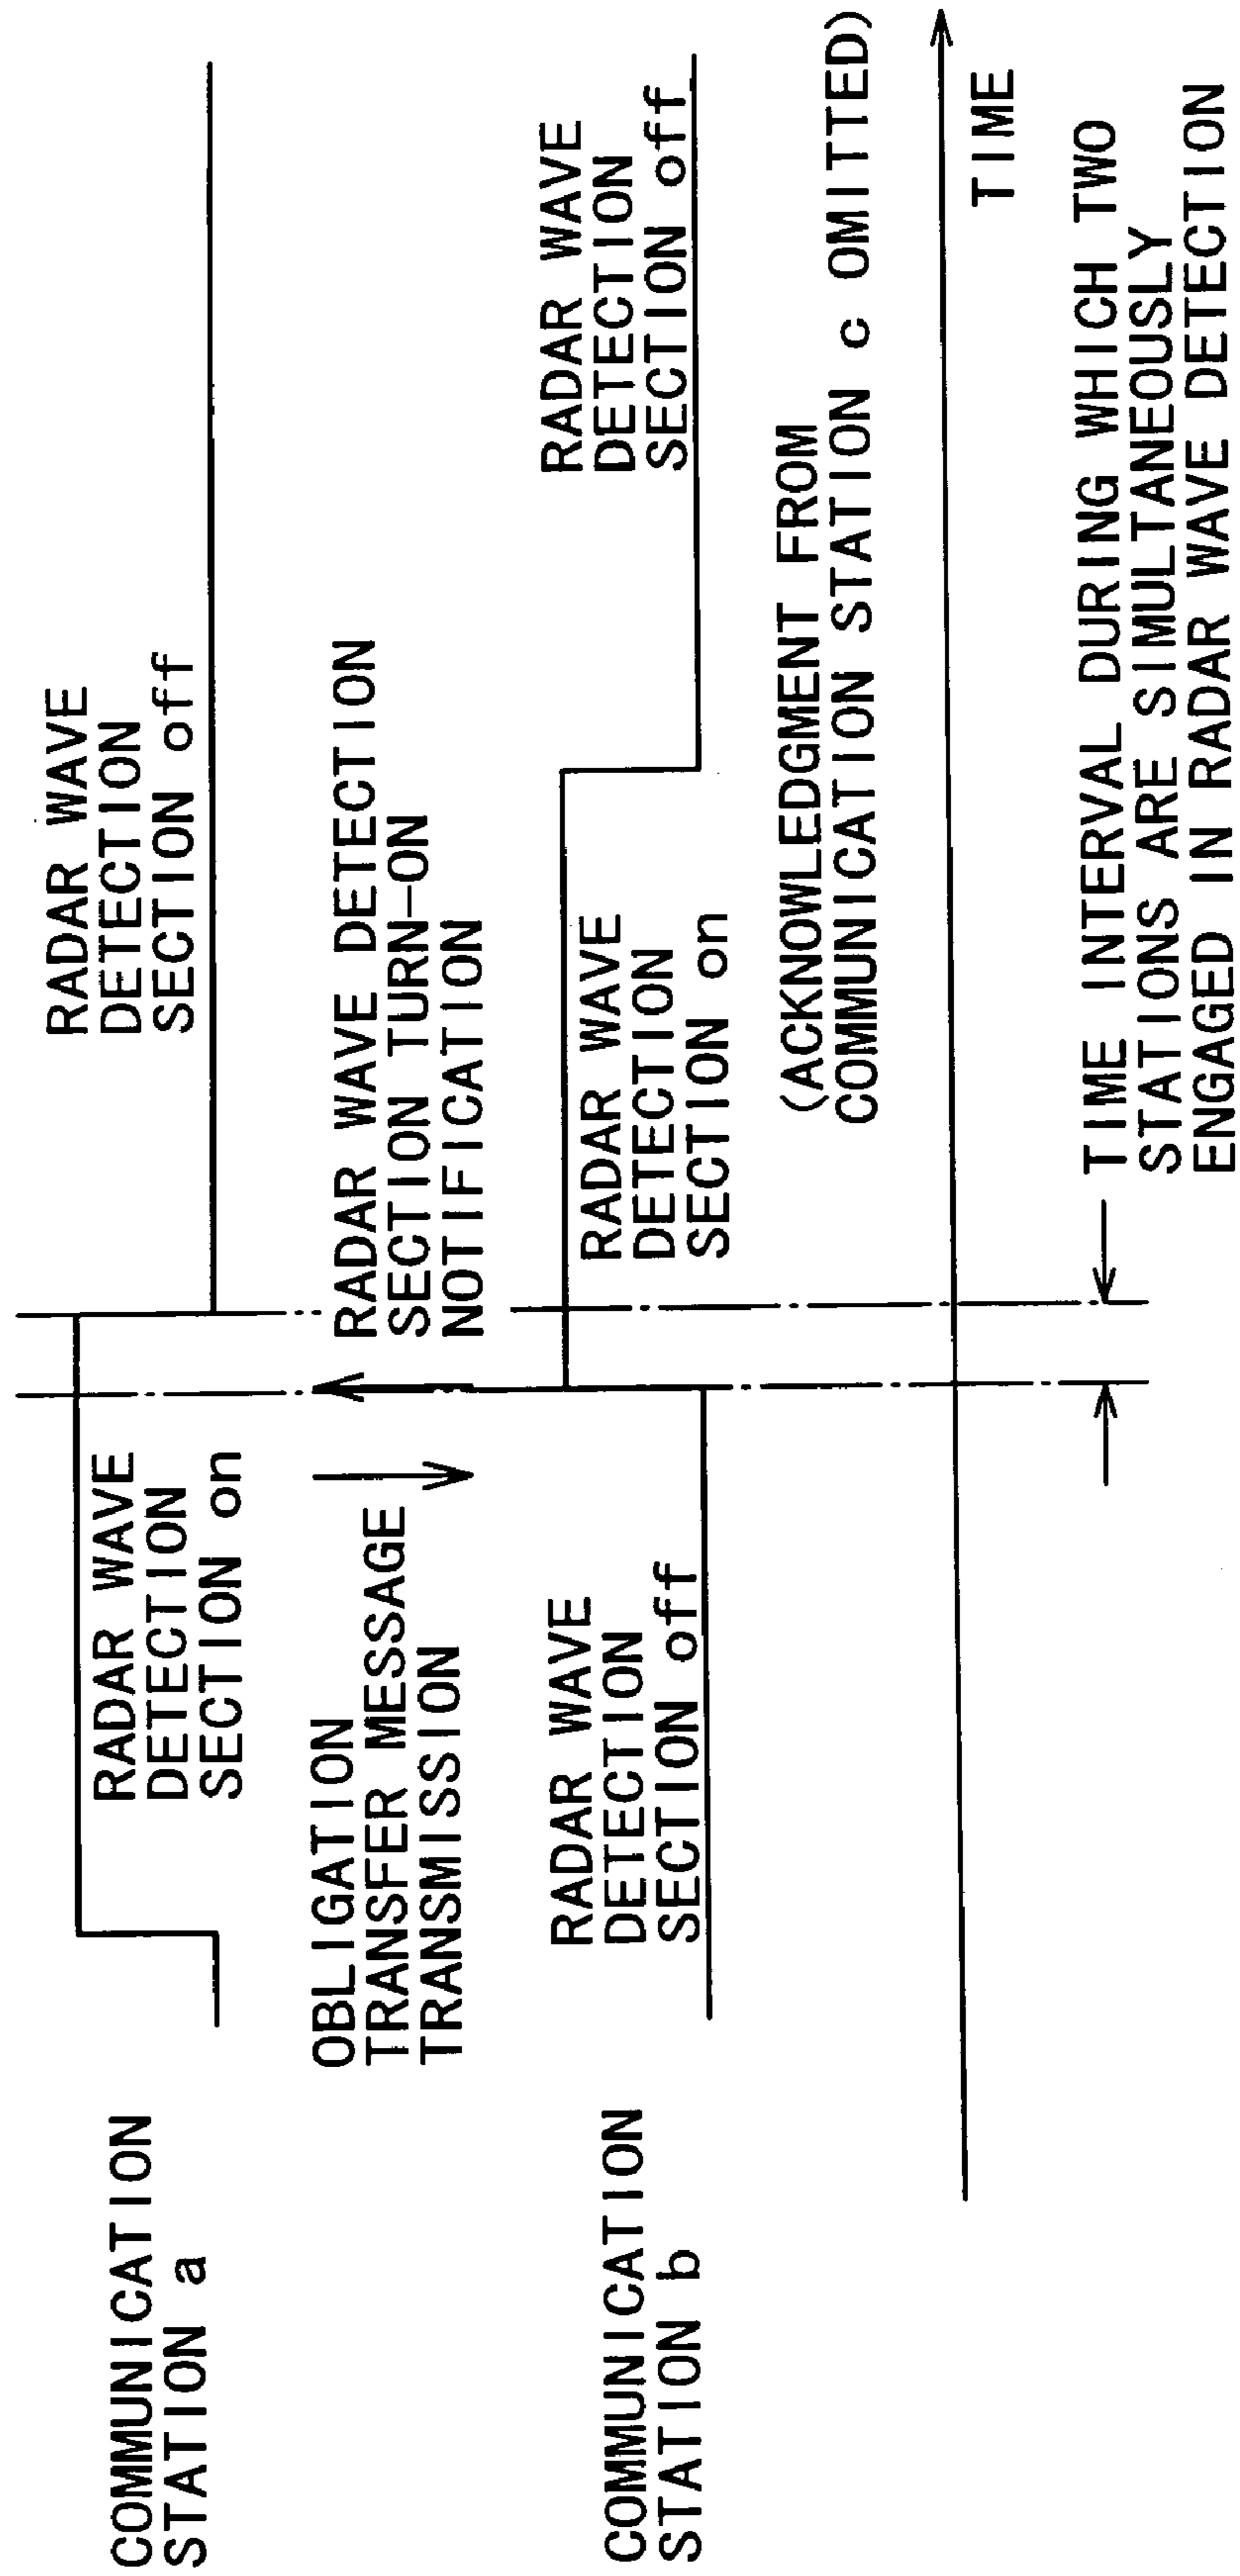 COMMUNICATION
STATION a
RADAR WAVE
DETECTION
SECTION on
RADAR WAVE
DETECTION
SECTION off
OBLIGATION
TRANSFER MESSAGE
TRANSMISSION
RADAR WAVE DETECTION
SECTION TURN-ON
NOTIFICATION
COMMUNICATION
STATION b
RADAR WAVE
DETECTION
SECTION off
RADAR WAVE
DETECTION
SECTION on
RADAR WAVE
DETECTION
SECTION off
(ACKNOWLEDGMENT FROM
COMMUNICATION STATION c OMITTED)
TIME
TIME INTERVAL DURING WHICH TWO
STATIONS ARE SIMULTANEOUSLY
ENGAGED IN RADAR WAVE DETECTION